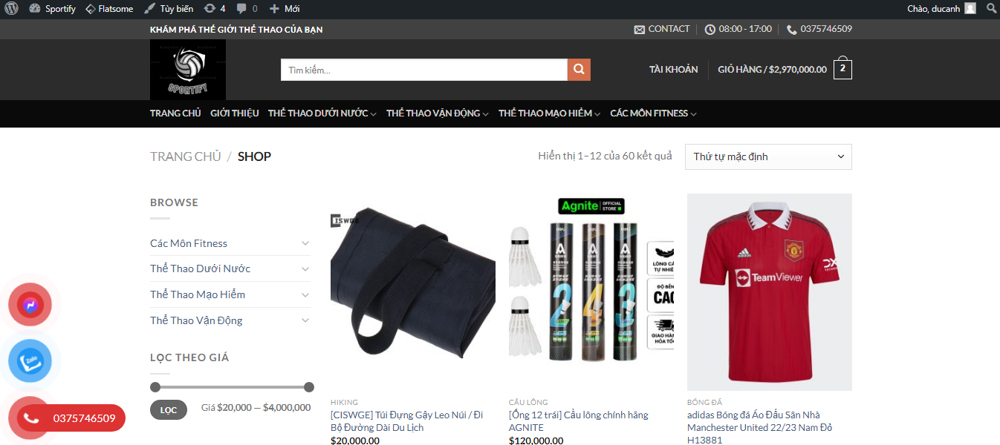 Sportify Flatsome Tùy biến 4 0 Mới Chào, ducanh
KHÁM PHÁ THẾ GIỚI THỂ THAO CỦA BẠN CONTACT 08:00 - 17:00 0375746509
SPORTIFY
Tìm kiếm... TÀI KHOẢN GIỎ HÀNG / $2,970,000.00 2
TRANG CHỦ GIỚI THIỆU THỂ THAO DƯỚI NƯỚC THỂ THAO VẬN ĐỘNG THỂ THAO MẠO HIỂM CÁC MÔN FITNESS
TRANG CHỦ / SHOP Hiển thị 1–12 của 60 kết quả Thứ tự mặc định
BROWSE
Các Môn Fitness
Thể Thao Dưới Nước
Thể Thao Mạo Hiểm
Thể Thao Vận Động
LỌC THEO GIÁ
LỌC Giá $20,000 — $4,000,000
Zalo
0375746509
CISWGE
HIKING
[CISWGE] Túi Đựng Gậy Leo Núi / Đi
Bộ Đường Dài Du Lịch
$20,000.00
Agnite OFFICIAL
STORE
deli
A
2 4 3
LÔNG CÁ
TỰ NHIÊ
ĐỘ BỀN
CAO
GIAO HÀN
HỎA TỐC
CẦU LÔNG
[Ống 12 trái] Cầu lông chính hãng
AGNITE
$120,000.00
adidas
DX
TeamViewer
BÓNG ĐÁ
adidas Bóng đá Áo Đấu Sân Nhà
Manchester United 22/23 Nam Đỏ
H13881